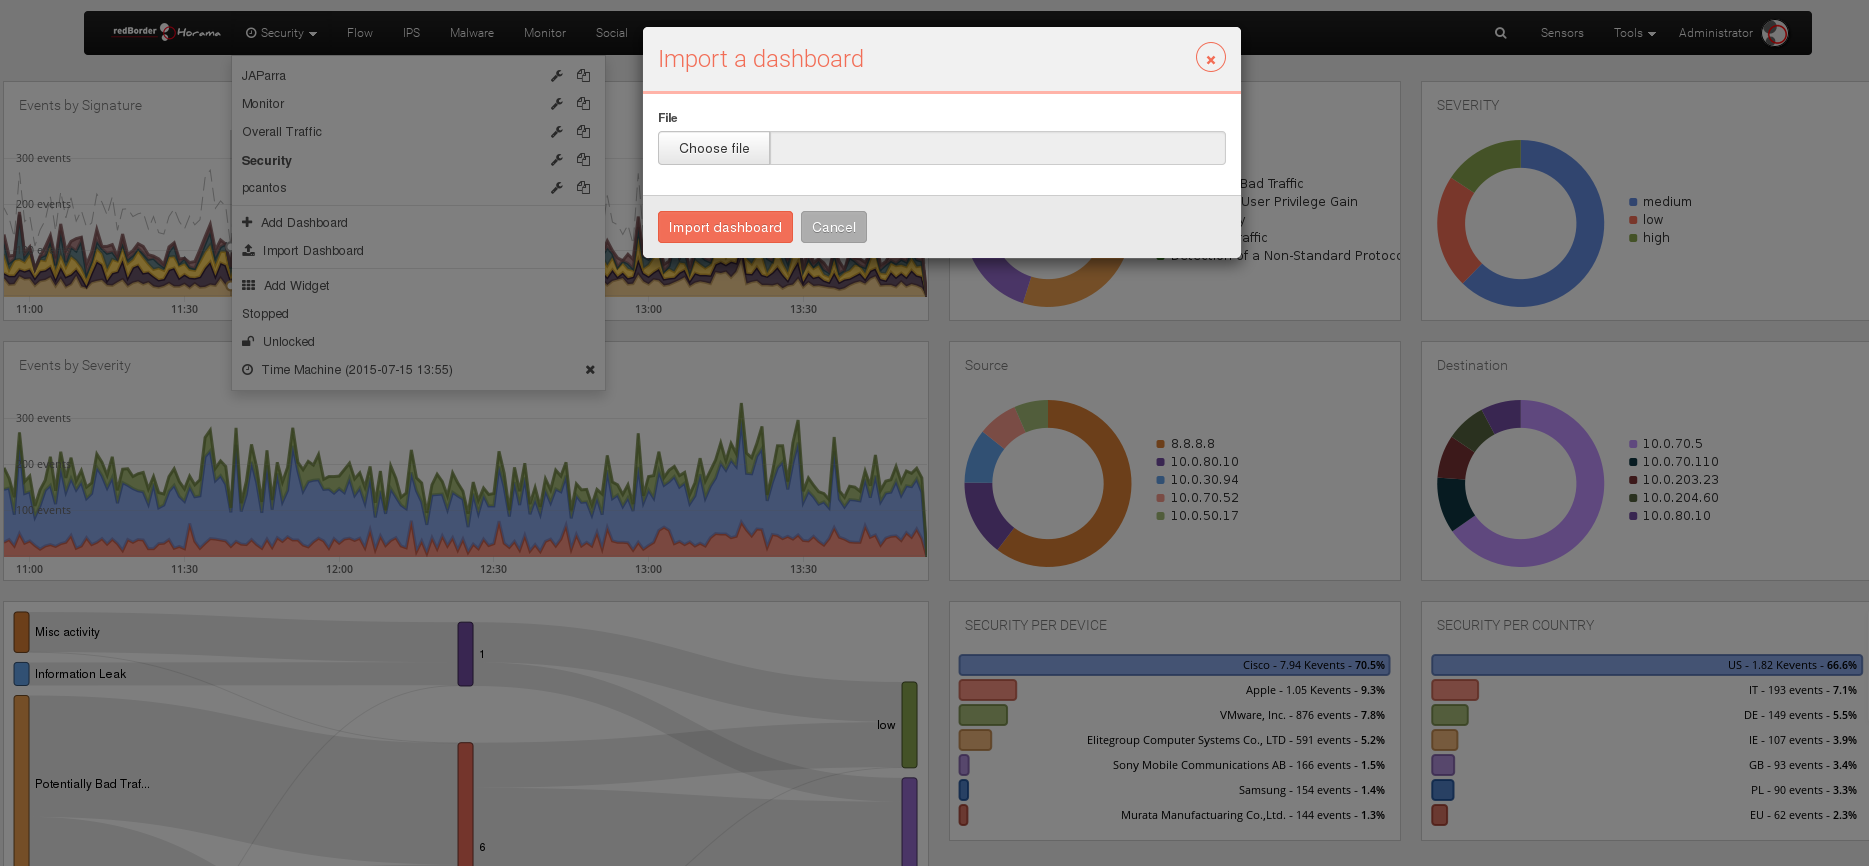 redBorder Horama
Security
Flow
IPS
Malware
Monitor
Social
Sensors
Tools
Administrator
Import a dashboard
File
Choose file
Import dashboard
Cancel
JAParra
Monitor
Overall Traffic
Security
pcantos
Add Dashboard
Import Dashboard
Add Widget
Stopped
Unlocked
Time Machine (2015-07-15 13:55)
Events by Signature
300 events
200 events
11:00
11:30
13:00
13:30
Bad Traffic
User Privilege Gain
Detection of a Non-Standard Protoco
SEVERITY
medium
low
high
Events by Severity
300 events
200 events
100 events
11:00
11:30
12:00
12:30
13:00
13:30
Source
8.8.8.8
10.0.80.10
10.0.30.94
10.0.70.52
10.0.50.17
Destination
10.0.70.5
10.0.70.110
10.0.203.23
10.0.204.60
10.0.80.10
Misc activity
Information Leak
Potentially Bad Traf...
1
6
low
SECURITY PER DEVICE
Cisco - 7.94 Kevents - 70.5%
Apple - 1.05 Kevents - 9.3%
VMware, Inc. - 876 events - 7.8%
Elitegroup Computer Systems Co., LTD - 591 events - 5.2%
Sony Mobile Communications AB - 166 events - 1.5%
Samsung - 154 events - 1.4%
Murata Manufactuaring Co.,Ltd. - 144 events - 1.3%
SECURITY PER COUNTRY
US - 1.82 Kevents - 66.6%
IT - 193 events - 7.1%
DE - 149 events - 5.5%
IE - 107 events - 3.9%
GB - 93 events - 3.4%
PL - 90 events - 3.3%
EU - 62 events - 2.3%